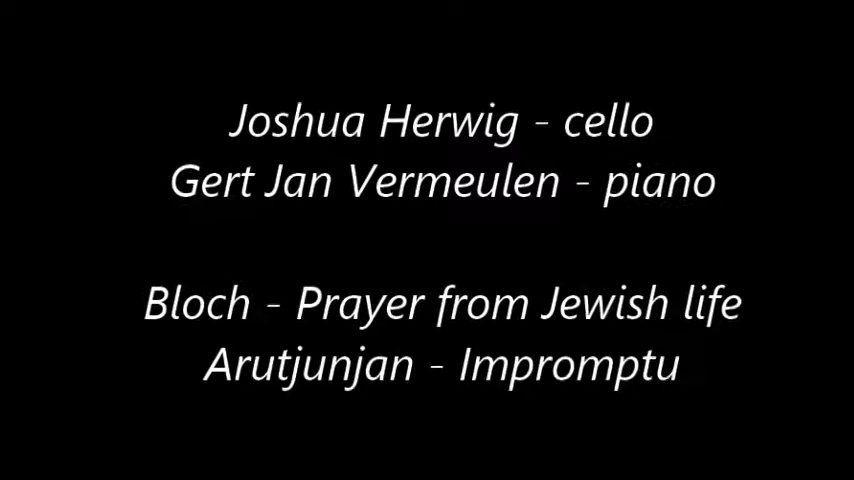 Joshua Herwig - cello
Gert Jan Vermeulen - piano
Bloch - Prayer from Jewish life
Arutjunjan - Impromptu